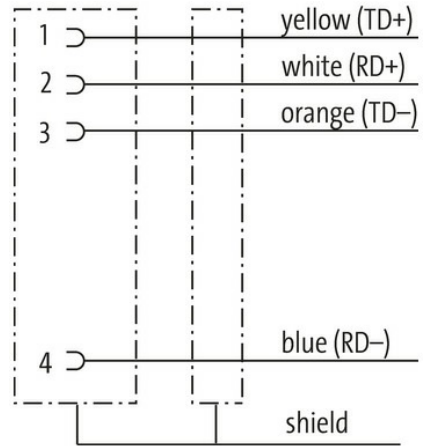 1 yellow (TD+)
2 white (RD+)
3 orange (TD–)
4 blue (RD–)
shield